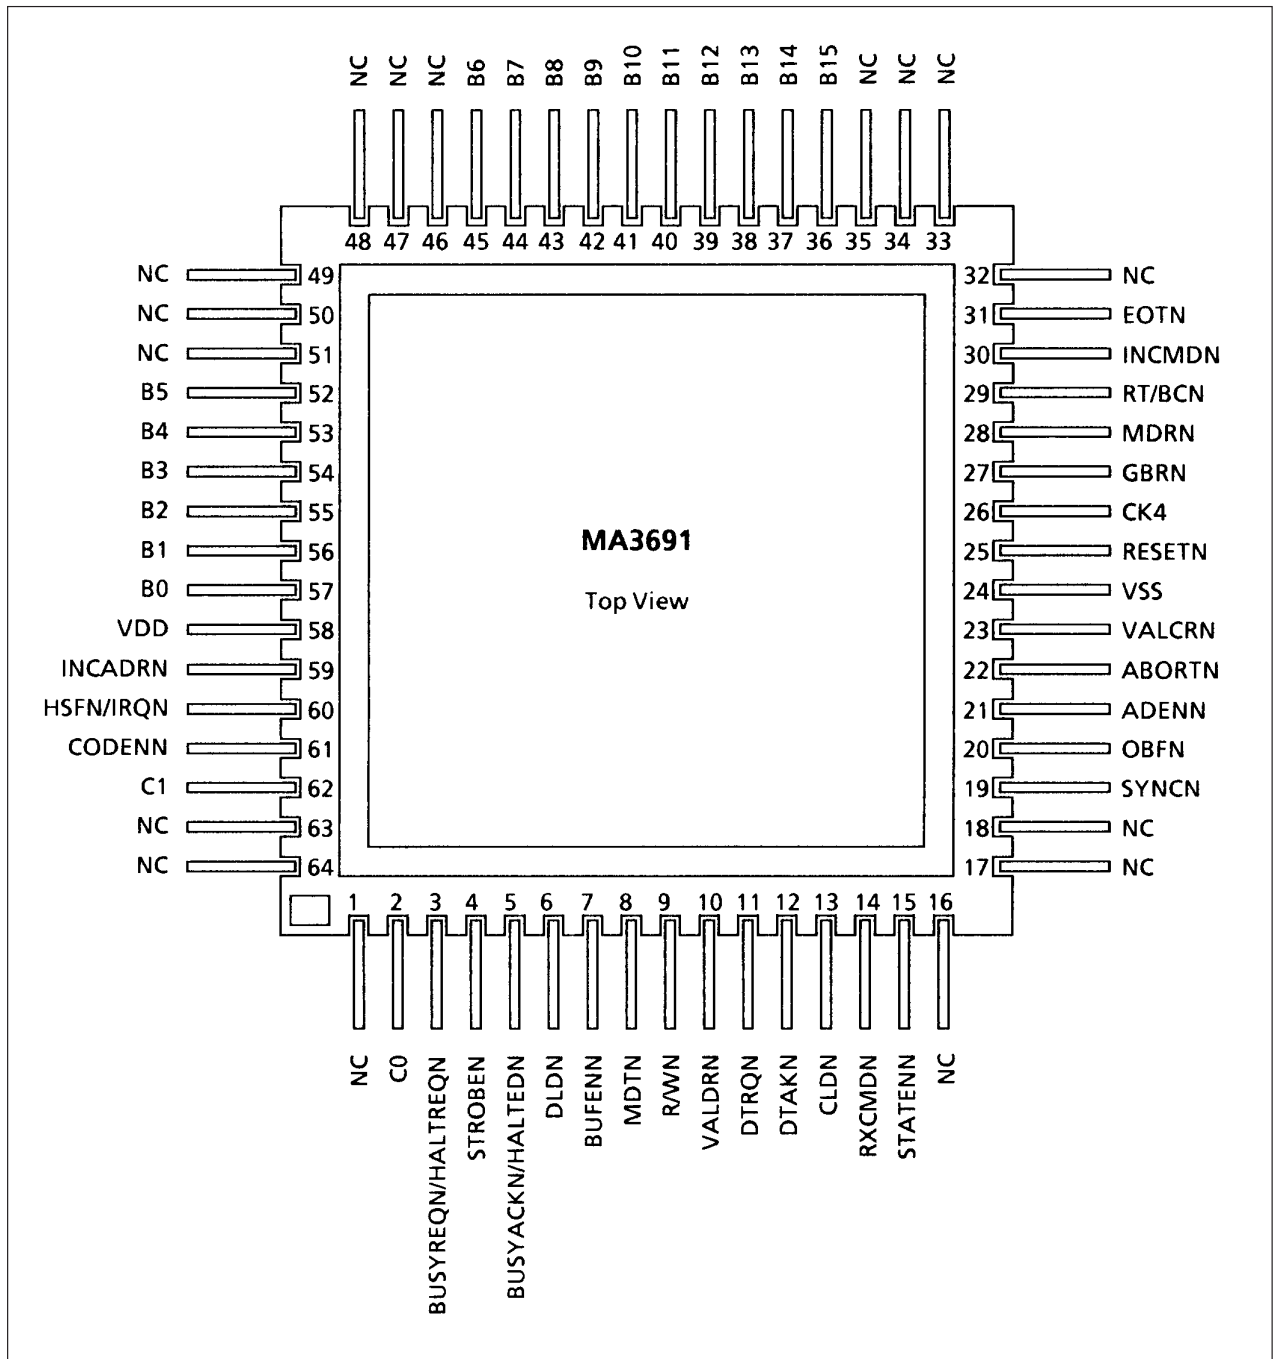 NC NC NC B6 B7 B8 B9 B10 B11 B12 B13 B14 B15 NC NC NC
48 47 46 45 44 43 42 41 40 39 38 37 36 35 34 33
NC 49 32 NC
NC 50 31 EOTN
NC 51 30 INCMDN
B5 52 29 RT/BCN
B4 53 28 MDRN
B3 54 27 GBRN
B2 55 26 CK4
B1 56 25 RESETN
B0 57 24 VSS
VDD 58 23 VALCRN
INCADRN 59 22 ABORTN
HSFN/IRQN 60 21 ADENN
CODENN 61 20 OBFN
C1 62 19 SYNCN
NC 63 18 NC
NC 64 17 NC
MA3691
Top View
1 2 3 4 5 6 7 8 9 10 11 12 13 14 15 16
NC
C0
BUSYREQN/HALTREQN
STROBEN
BUSYACKN/HALTEDN
DLDN
BUFENN
MDTN
R/WN
VALDRN
DTRQN
DTAKN
CLDN
RXCMDN
STATENN
NC